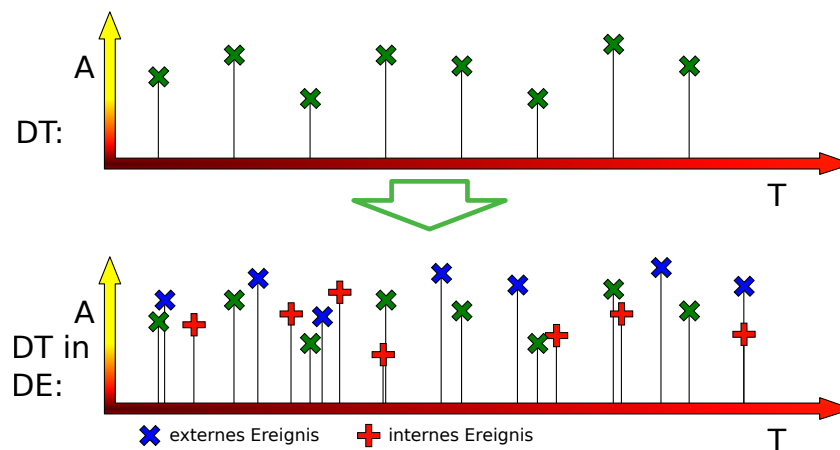 A
DT:
T
A
DT in
DE:
externes Ereignis
internes Ereignis
T